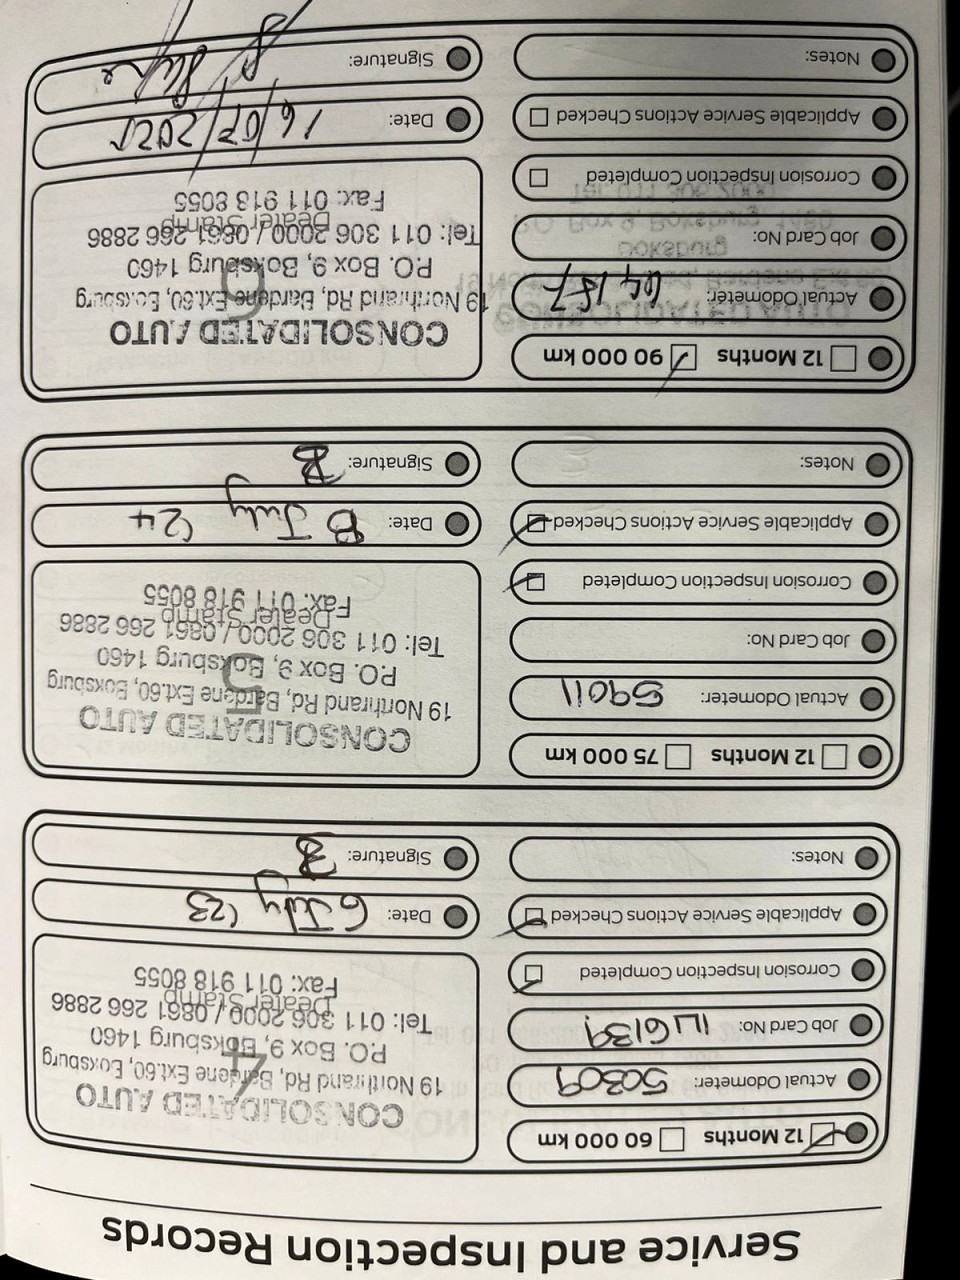 Service and Inspection Records
12 Months 60 000 km
Actual Odometer: 50309
Job Card No:
Corrosion Inspection Completed
Applicable Service Actions Checked
Notes:
4
Dealer Stamp
CONSOLIDATED AUTO
19 Northrand Rd, Bardene Ext.60, Boksburg
P.O. Box 9, Boksburg 1460
Tel: 011 306 2000 / 0861 266 2886
Fax: 011 918 8055
Date: 6 July '23
Signature:
12 Months 75 000 km
Actual Odometer: 59011
Job Card No:
Corrosion Inspection Completed
Applicable Service Actions Checked
Notes:
5
Dealer Stamp
CONSOLIDATED AUTO
19 Northrand Rd, Bardene Ext.60, Boksburg
P.O. Box 9, Boksburg 1460
Tel: 011 306 2000 / 0861 266 2886
Fax: 011 918 8055
Date: July '24
Signature:
12 Months 90 000 km
Actual Odometer: 64187
Job Card No:
Corrosion Inspection Completed
Applicable Service Actions Checked
Notes:
6
Dealer Stamp
CONSOLIDATED AUTO
19 Northrand Rd, Bardene Ext.60, Boksburg
P.O. Box 9, Boksburg 1460
Tel: 011 306 2000 / 0861 266 2886
Fax: 011 918 8055
Date: 16/07/2025
Signature: